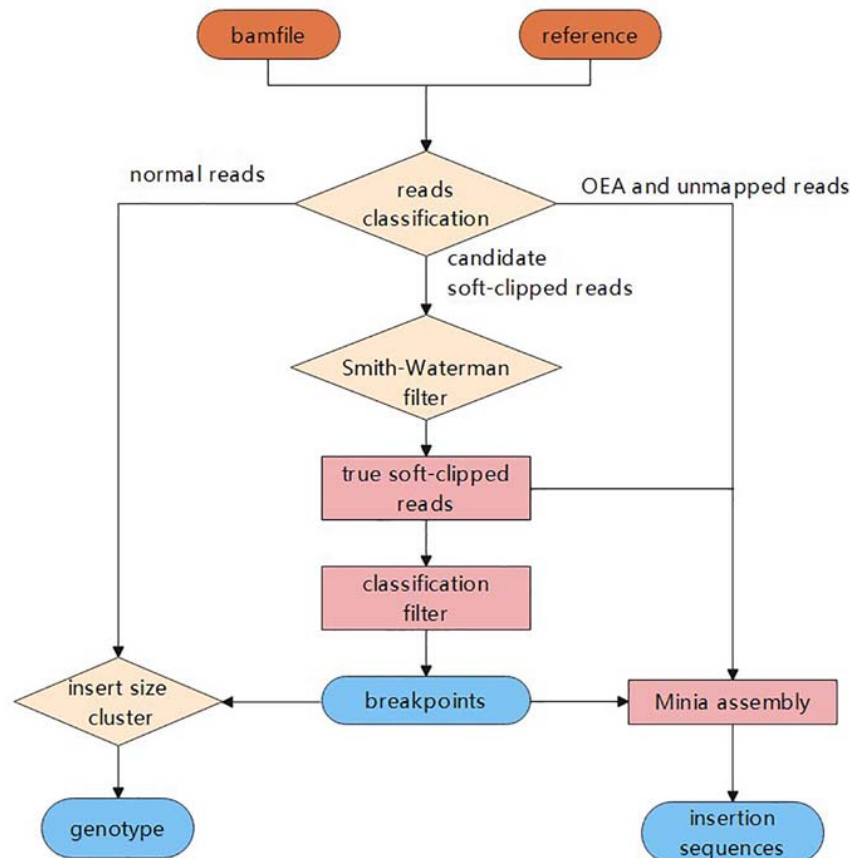 bamfile
reference
normal reads
reads
classification
OEA and unmapped reads
candidate
soft-clipped reads
Smith-Waterman
filter
true soft-clipped
reads
classification
filter
insert size
cluster
breakpoints
Minia assembly
genotype
insertion
sequences